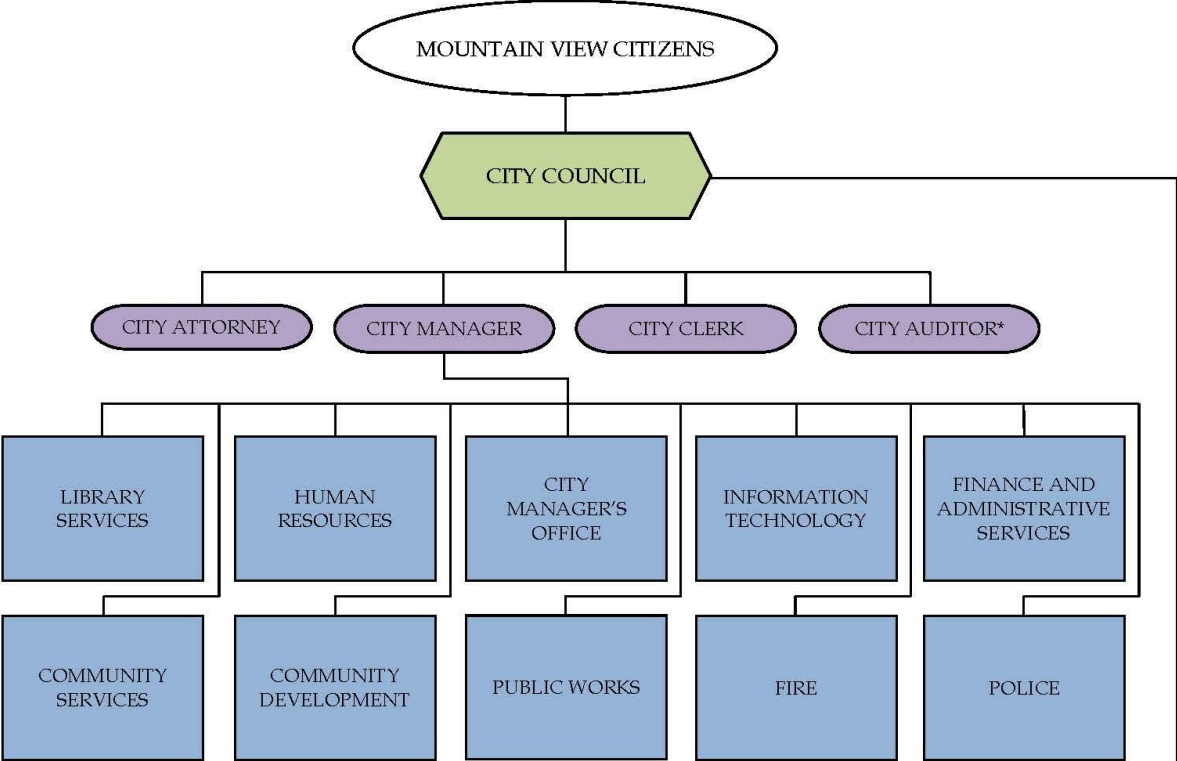 MOUNTAIN VIEW CITIZENS
CITY COUNCIL
CITY ATTORNEY
CITY MANAGER
CITY CLERK
CITY AUDITOR*
LIBRARY
SERVICES
HUMAN
RESOURCES
CITY
MANAGER’S
OFFICE
INFORMATION
TECHNOLOGY
FINANCE AND
ADMINISTRATIVE
SERVICES
COMMUNITY
SERVICES
COMMUNITY
DEVELOPMENT
PUBLIC WORKS
FIRE
POLICE